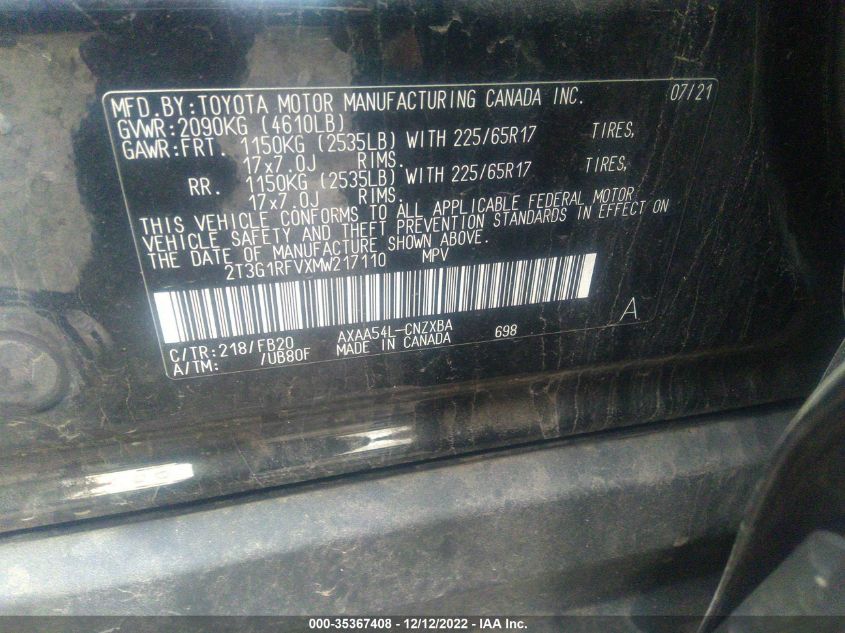 MFD.BY:TOYOTA MOTOR MANUFACTURING CANADA INC. 07/21
GVWR:2090KG (4610LB)
GAWR:FRT. 1150KG (2535LB) WITH 225/65R17 TIRES,
17x7.0J RIMS.
RR. 1150KG (2535LB) WITH 225/65R17 TIRES,
17x7.0J RIMS.
THIS VEHICLE CONFORMS TO ALL APPLICABLE FEDERAL MOTOR
VEHICLE SAFETY AND THEFT PREVENTION STANDARDS IN EFFECT ON
THE DATE OF MANUFACTURE SHOWN ABOVE.
2T3G1RFVXMW217110 MPV
C/TR:218/FB20 AXAA54L-CNZXBA 698 A
A/TM: /UB80F MADE IN CANADA
000-35367408 - 12/12/2022 - IAA Inc.